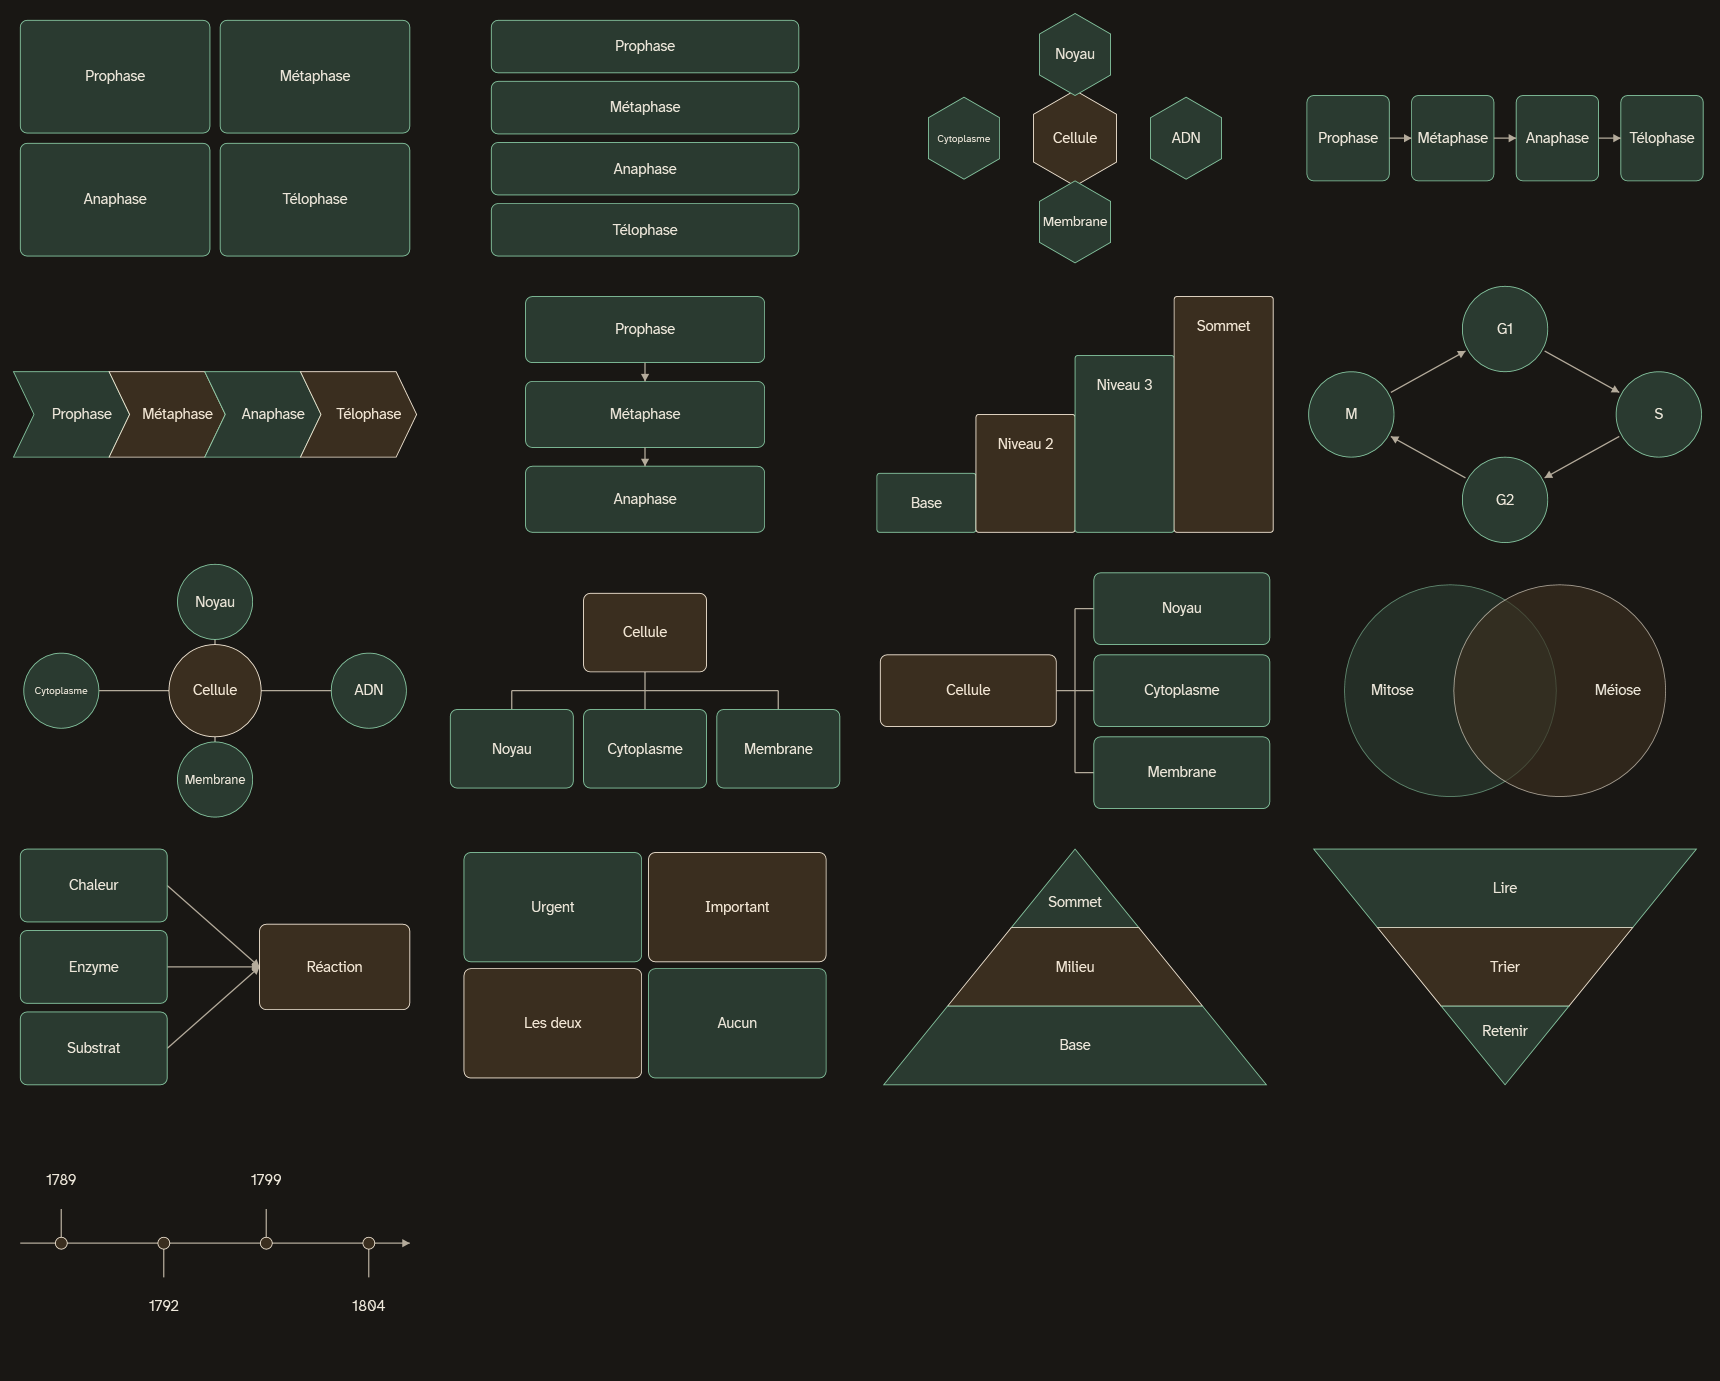 Prophase
Métaphase
Anaphase
Télophase
Prophase
Métaphase
Anaphase
Télophase
Noyau
Cytoplasme
Cellule
ADN
Membrane
Prophase
Métaphase
Anaphase
Télophase
Prophase
Métaphase
Anaphase
Télophase
Prophase
Métaphase
Anaphase
Sommet
Niveau 3
Niveau 2
Base
G1
M
S
G2
Noyau
Cytoplasme
Cellule
ADN
Membrane
Cellule
Noyau
Cytoplasme
Membrane
Cellule
Noyau
Cytoplasme
Membrane
Mitose
Méiose
Chaleur
Enzyme
Substrat
Réaction
Urgent
Important
Les deux
Aucun
Sommet
Milieu
Base
Lire
Trier
Retenir
1789
1799
1792
1804